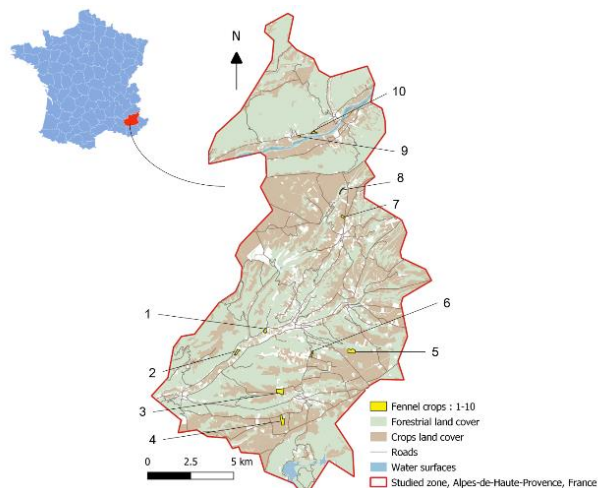 N
10
9
8
7
6
1
2
5
3
4
Fennel crops : 1-10
Forestrial land cover
Crops land cover
Roads
Water surfaces
Studied zone, Alpes-de-Haute-Provence, France
0 2.5 5 km